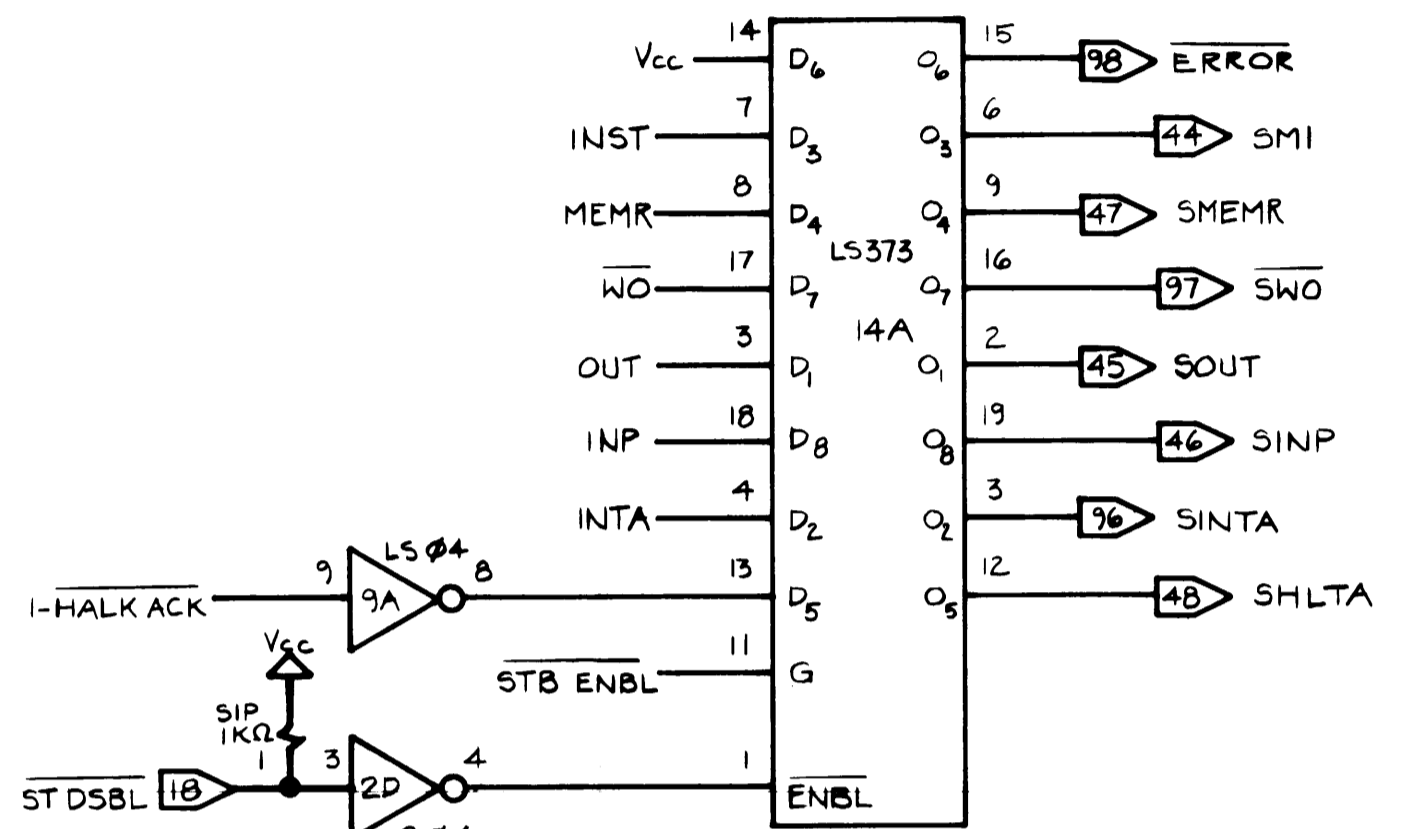 14 15
Vcc D6 O6 98 ERROR
7 6
INST D3 O3 44 SM1
8 9
MEMR D4 O4 47 SMEMR
LS373
17 16
WO D7 O7 97 SWO
14A
3 2
OUT D1 O1 45 SOUT
18 19
INP D8 O8 46 SINP
4 3
INTA D2 O2 96 SINTA
LS Ø4
9 8 13 12
1-HALK ACK 9A D5 O5 48 SHLTA
Vcc
11
STB ENBL G
SIP
1KΩ
1 3 4 1
ST DSBL 18 2D ENBL